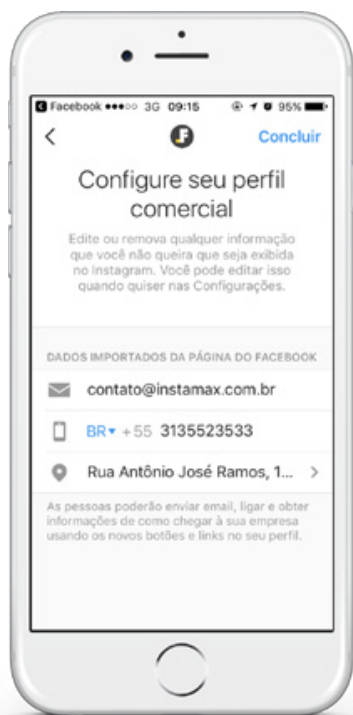 Facebook 3G 09:15 95%
Concluir
Configure seu perfil
comercial
Edite ou remova qualquer informação
que você não queira que seja exibida
no Instagram. Você pode editar isso
quando quiser nas Configurações.
DADOS IMPORTADOS DA PÁGINA DO FACEBOOK
contato@instamax.com.br
BR +55 3135523533
Rua Antônio José Ramos, 1...
As pessoas poderão enviar email, ligar e obter
informações de como chegar à sua empresa
usando os novos botões e links no seu perfil.